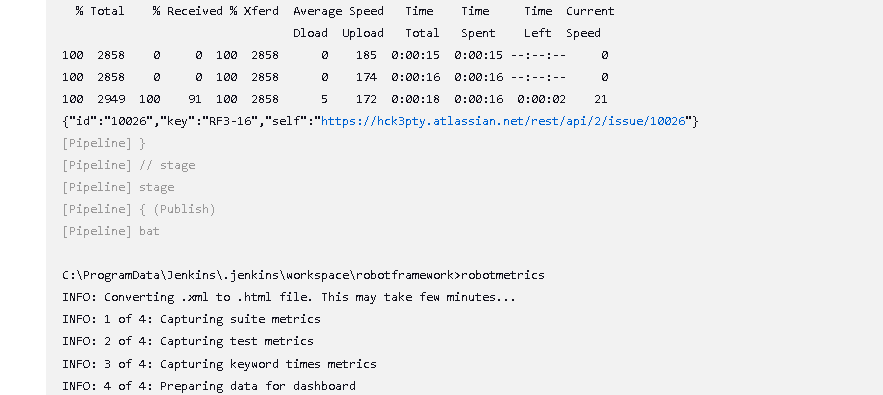 % Total % Received % Xferd Average Speed Time Time Time Current
Dload Upload Total Spent Left Speed
100 2858 0 0 100 2858 0 185 0:00:15 0:00:15 --:--:-- 0
100 2858 0 0 100 2858 0 174 0:00:16 0:00:16 --:--:-- 0
100 2949 100 91 100 2858 5 172 0:00:18 0:00:16 0:00:02 21
{"id":"10026","key":"RF3-16","self":"https://hck3pty.atlassian.net/rest/api/2/issue/10026"}
[Pipeline] }
[Pipeline] // stage
[Pipeline] stage
[Pipeline] { (Publish)
[Pipeline] bat
C:\ProgramData\Jenkins\.jenkins\workspace\robotframework>robotmetrics
INFO: Converting .xml to .html file. This may take few minutes...
INFO: 1 of 4: Capturing suite metrics
INFO: 2 of 4: Capturing test metrics
INFO: 3 of 4: Capturing keyword times metrics
INFO: 4 of 4: Preparing data for dashboard